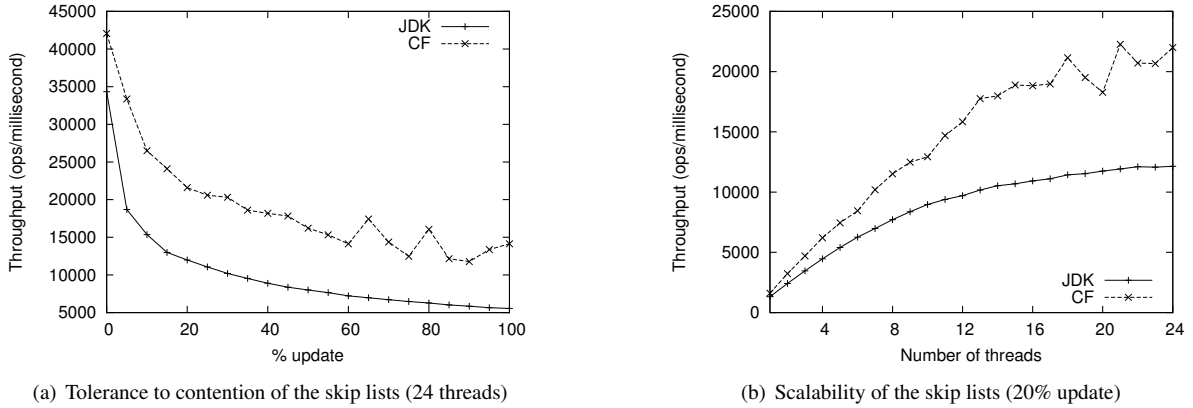 45000
40000
35000
30000
25000
20000
15000
10000
5000
Throughput (ops/millisecond)
JDK
CF
0 20 40 60 80 100
% update
(a) Tolerance to contention of the skip lists (24 threads)
25000
20000
15000
10000
5000
0
Throughput (ops/millisecond)
JDK
CF
4 8 12 16 20 24
Number of threads
(b) Scalability of the skip lists (20% update)